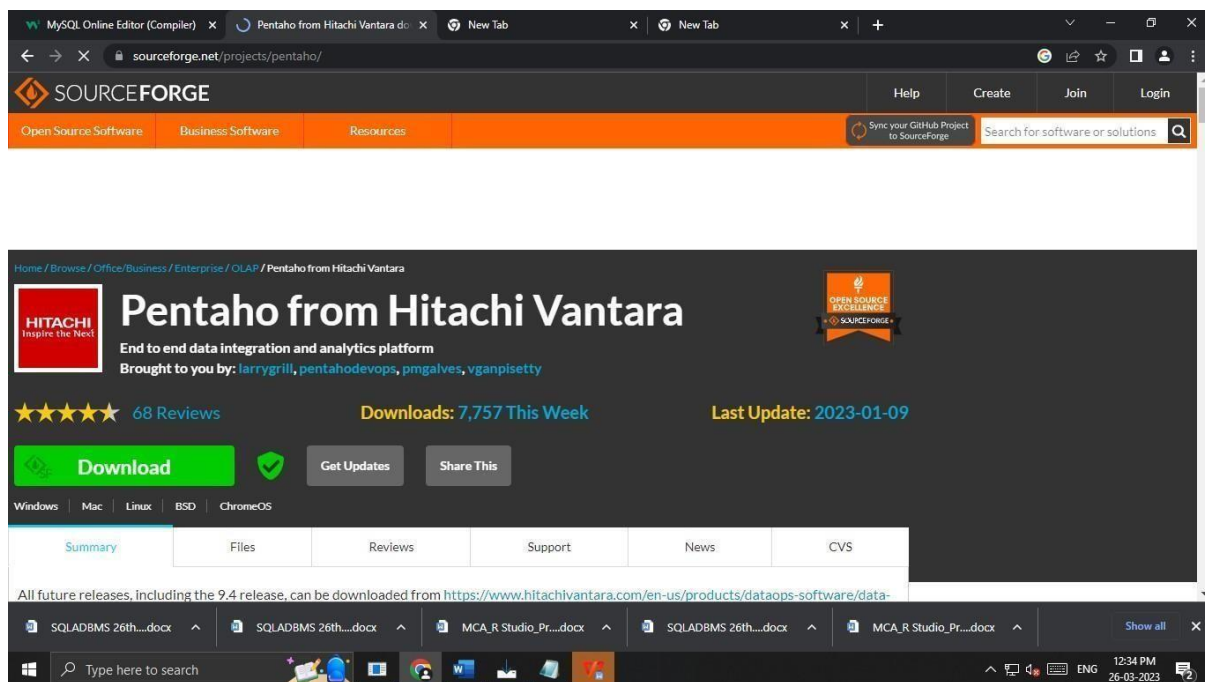 MySQL Online Editor (Compiler) Pentaho from Hitachi Vantara do New Tab New Tab
sourceforge.net/projects/pentaho/
SOURCEFORGE Help Create Join Login
Open Source Software Business Software Resources Sync your GitHub Project to SourceForge Search for software or solutions
Home / Browse / Office/Business / Enterprise / OLAP / Pentaho from Hitachi Vantara
HITACHI
Inspire the Next
Pentaho from Hitachi Vantara
OPEN SOURCE
EXCELLENCE
SOURCEFORGE
End to end data integration and analytics platform
Brought to you by: larrygrill, pentahodevops, pmgalves, vganpisetty
68 Reviews Downloads: 7,757 This Week Last Update: 2023-01-09
Download Get Updates Share This
Windows Mac Linux BSD ChromeOS
Summary Files Reviews Support News CVS
All future releases, including the 9.4 release, can be downloaded from https://www.hitachivantara.com/en-us/products/dataops-software/data-
SQLADBMS 26th....docx SQLADBMS 26th....docx MCA_R Studio_Pr....docx SQLADBMS 26th....docx MCA_R Studio_Pr....docx Show all
Type here to search ENG 12:34 PM
26-03-2023 2